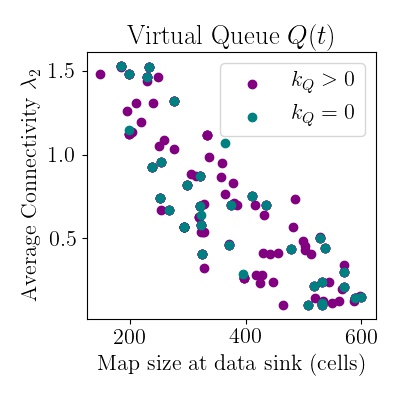 Virtual Queue Q(t)
k_Q > 0
k_Q = 0
Average Connectivity λ_2
1.5
1.0
0.5
200
400
600
Map size at data sink (cells)